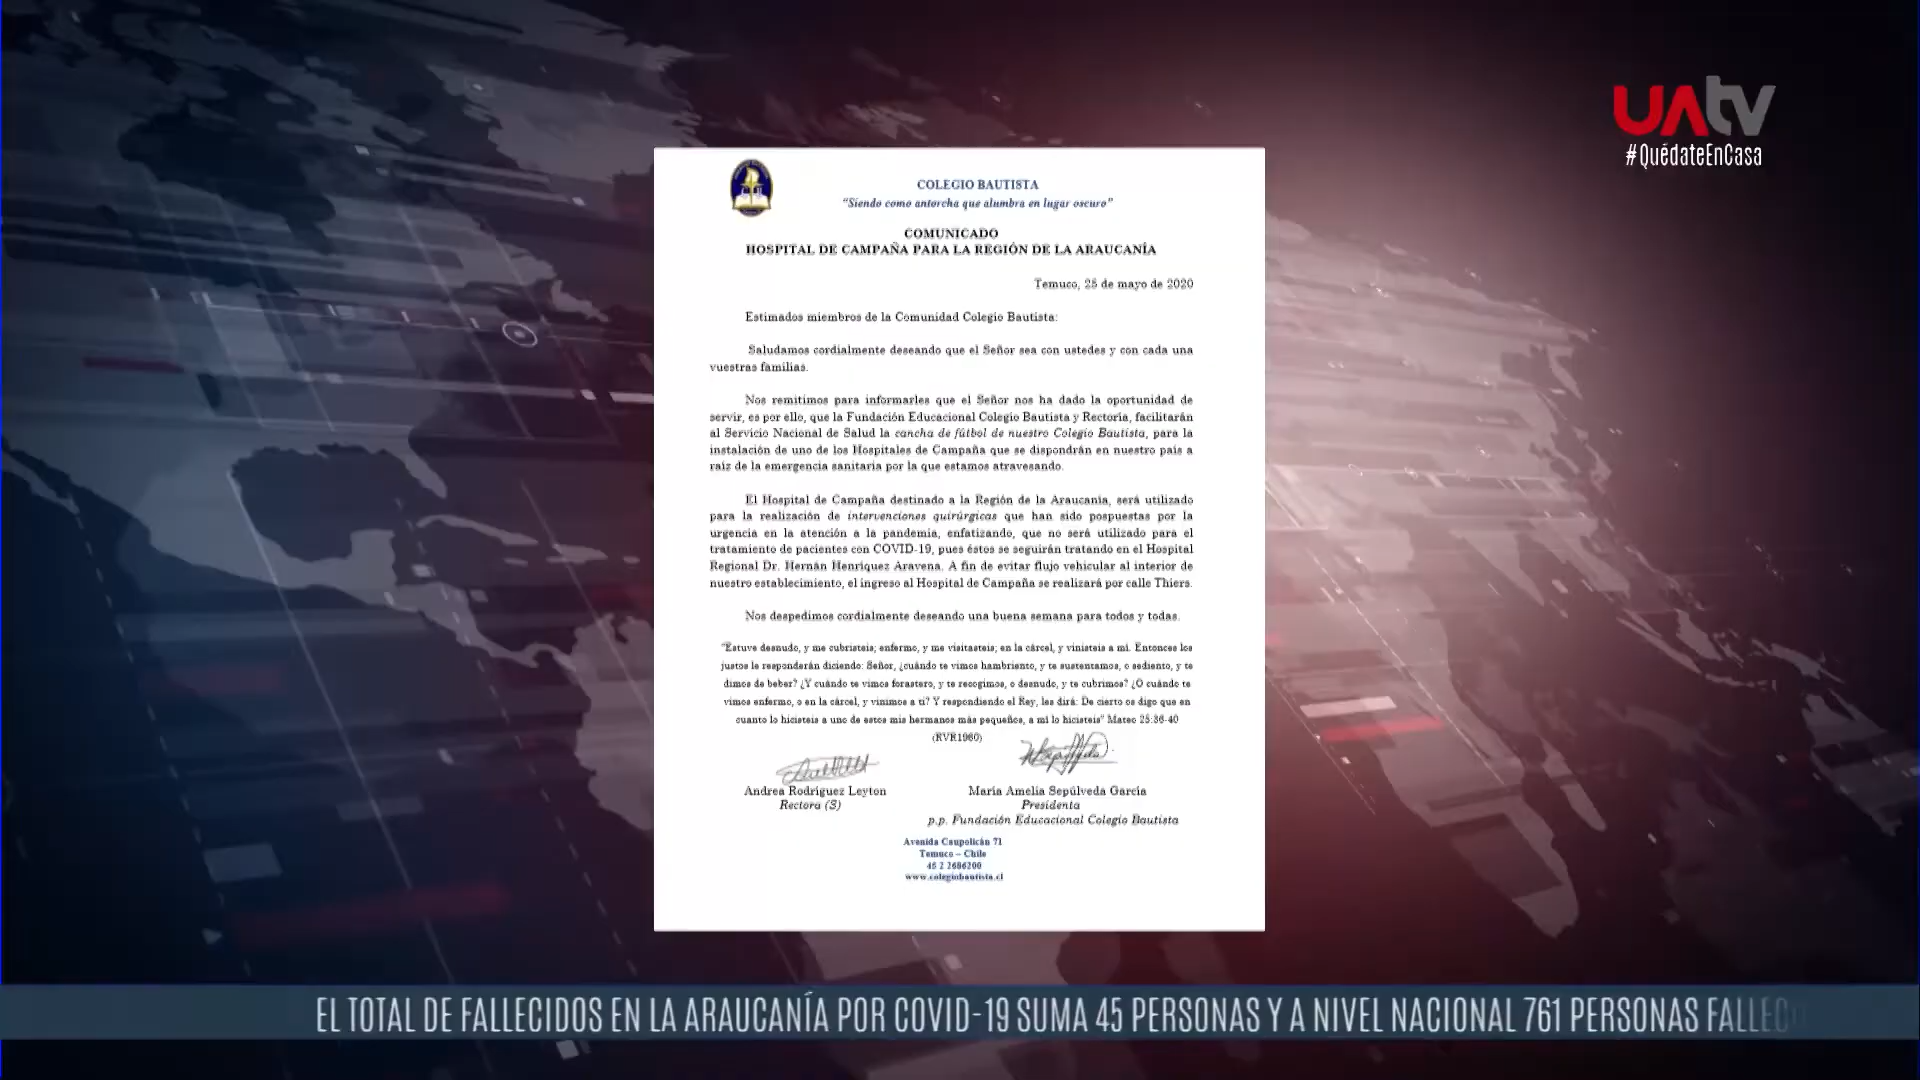 UATV
#QuédateEnCasa
COLEGIO BAUTISTA
"Siendo como antorcha que alumbra en lugar oscuro"
COMUNICADO
HOSPITAL DE CAMPAÑA PARA LA REGIÓN DE LA ARAUCANÍA
Temuco, 25 de mayo de 2020
Estimados miembros de la Comunidad Colegio Bautista:
Saludamos cordialmente deseando que el Señor sea con ustedes y con cada una
vuestras familias.
Nos remitimos para informarles que el Señor nos ha dado la oportunidad de
servir, es por ello, que la Fundación Educacional Colegio Bautista y Rectoría, facilitarán
al Servicio Nacional de Salud la cancha de fútbol de nuestro Colegio Bautista, para la
instalación de uno de los Hospitales de Campaña que se dispondrán en nuestro país a
raíz de la emergencia sanitaria por la que estamos atravesando.
El Hospital de Campaña destinado a la Región de la Araucanía, será utilizado
para la realización de intervenciones quirúrgicas que han sido pospuestas por la
urgencia en la atención a la pandemia, enfatizando, que no será utilizado para el
tratamiento de pacientes con COVID-19, pues éstos se seguirán tratando en el Hospital
Regional Dr. Hernán Henríquez Aravena. A fin de evitar flujo vehicular al interior de
nuestro establecimiento, el ingreso al Hospital de Campaña se realizará por calle Thiers.
Nos despedimos cordialmente deseando una buena semana para todos y todas.
"Estuve desnudo, y me cubristeis; enfermo, y me visitasteis; en la cárcel, y vinisteis a mí. Entonces los
justos le responderán diciendo: Señor, ¿cuándo te vimos hambriento, y te sustentamos, o sediento, y te
dimos de beber? ¿Y cuándo te vimos forastero, y te recogimos, o desnudo, y te cubrimos? ¿O cuándo te
vimos enfermo, o en la cárcel, y vinimos a ti? Y respondiendo el Rey, les dirá: De cierto os digo que en
cuanto lo hicisteis a uno de estos mis hermanos más pequeños, a mí lo hicisteis" Mateo 25:36-40
(RVR1960)
Andrea Rodríguez Leyton
Rectora (S)
María Amelia Sepúlveda García
Presidenta
p.p. Fundación Educacional Colegio Bautista
Avenida Caupolicán 71
Temuco – Chile
45 2 2686200
www.colegiobautista.cl
EL TOTAL DE FALLECIDOS EN LA ARAUCANÍA POR COVID-19 SUMA 45 PERSONAS Y A NIVEL NACIONAL 761 PERSONAS FALLEC